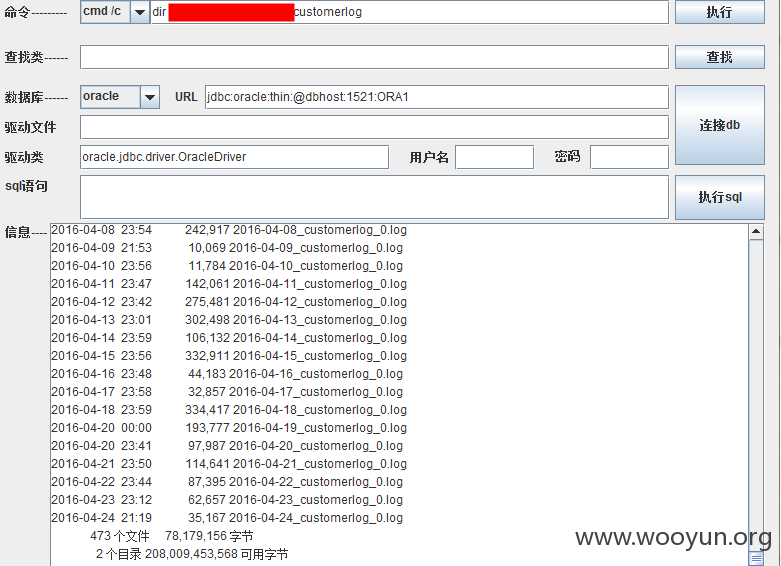 命令--------- cmd /c dir customerlog 执行
查找类------ 查找
数据库------ oracle URL jdbc:oracle:thin:@dbhost:1521:ORA1 连接db
驱动文件
驱动类 oracle.jdbc.driver.OracleDriver 用户名 密码
sql语句 执行sql
信息---- 2016-04-08 23:54 242,917 2016-04-08_customerlog_0.log
2016-04-09 21:53 10,069 2016-04-09_customerlog_0.log
2016-04-10 23:56 11,784 2016-04-10_customerlog_0.log
2016-04-11 23:47 142,061 2016-04-11_customerlog_0.log
2016-04-12 23:42 275,481 2016-04-12_customerlog_0.log
2016-04-13 23:01 302,498 2016-04-13_customerlog_0.log
2016-04-14 23:59 106,132 2016-04-14_customerlog_0.log
2016-04-15 23:56 332,911 2016-04-15_customerlog_0.log
2016-04-16 23:48 44,183 2016-04-16_customerlog_0.log
2016-04-17 23:58 32,857 2016-04-17_customerlog_0.log
2016-04-18 23:59 334,417 2016-04-18_customerlog_0.log
2016-04-20 00:00 193,777 2016-04-19_customerlog_0.log
2016-04-20 23:41 97,987 2016-04-20_customerlog_0.log
2016-04-21 23:50 114,641 2016-04-21_customerlog_0.log
2016-04-22 23:44 87,395 2016-04-22_customerlog_0.log
2016-04-23 23:12 62,657 2016-04-23_customerlog_0.log
2016-04-24 21:19 35,167 2016-04-24_customerlog_0.log
473 个文件 78,179,156 字节
2 个目录 208,009,453,568 可用字节
www.wooyun.org